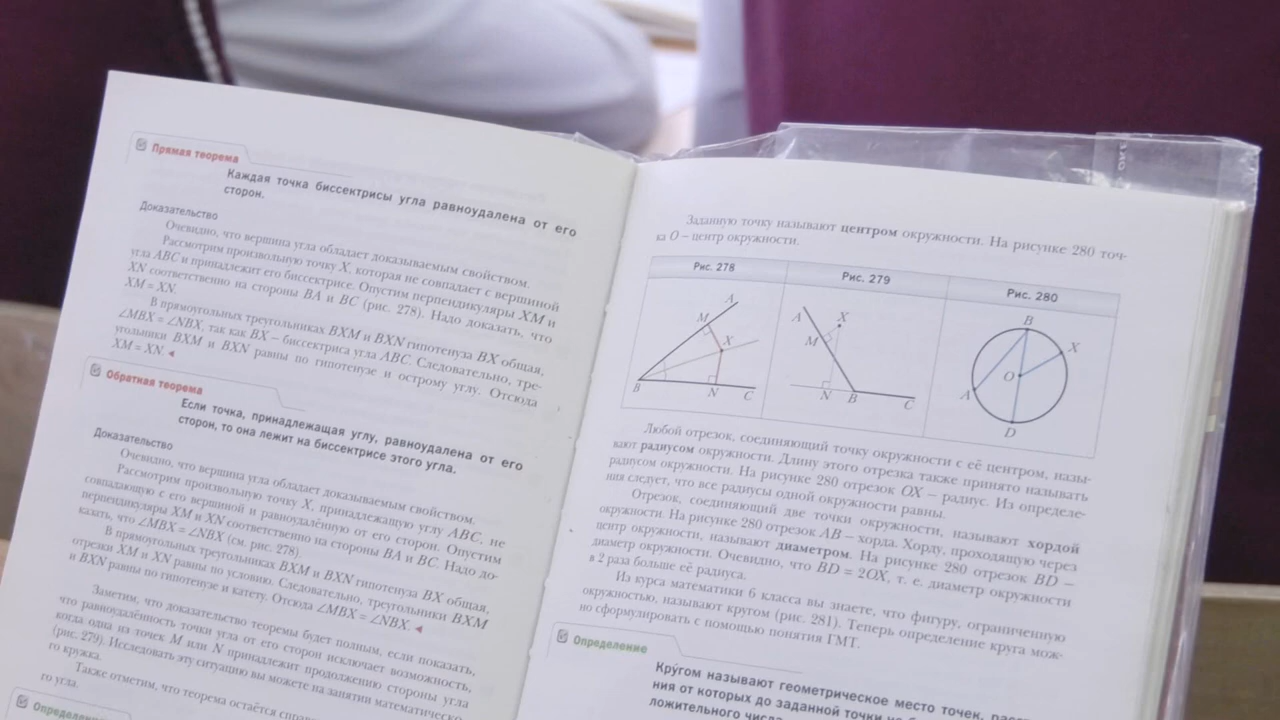 Прямая теорема
Каждая точка биссектрисы угла равноудалена от его
сторон.
Доказательство
Очевидно, что вершина угла обладает доказываемым свойством.
Рассмотрим произвольную точку X, которая не совпадает с вершиной
угла ABC и принадлежит его биссектрисе. Опустим перпендикуляры XM и
XN соответственно на стороны BA и BC (рис. 278). Надо доказать, что
XM = XN.
В прямоугольных треугольниках BXM и BXN гипотенуза BX общая,
∠MBX = ∠NBX, так как BX – биссектриса угла ABC. Следовательно, тре-
угольники BXM и BXN равны по гипотенузе и острому углу. Отсюда
XM = XN. ◄
Обратная теорема
Если точка, принадлежащая углу, равноудалена от его
сторон, то она лежит на биссектрисе этого угла.
Доказательство
Очевидно, что вершина угла обладает доказываемым свойством.
Рассмотрим произвольную точку X, принадлежащую углу ABC, не
совпадающую с его вершиной и равноудалённую от его сторон. Опустим
перпендикуляры XM и XN соответственно на стороны BA и BC. Надо до-
казать, что ∠MBX = ∠NBX (см. рис. 278).
В прямоугольных треугольниках BXM и BXN гипотенуза BX общая,
отрезки XM и XN равны по условию. Следовательно, треугольники BXM
и BXN равны по гипотенузе и катету. Отсюда ∠MBX = ∠NBX. ◄
Заметим, что доказательство теоремы будет полным, если показать,
что равноудалённость точки угла от его сторон исключает возможность,
когда одна из точек M или N принадлежит продолжению стороны угла
(рис. 279). Исследовать эту ситуацию вы можете на занятии математическо-
го кружка.
Также отметим, что теорема остаётся
го угла.
Определение
Заданную точку называют центром окружности. На рисунке 280 точ-
ка O – центр окружности.
Рис. 278
Рис. 279
Рис. 280
A
M
X
B
N
C
A
X
M
N
B
C
B
X
O
A
D
Любой отрезок, соединяющий точку окружности с её центром, назы-
вают радиусом окружности. Длину этого отрезка также принято называть
радиусом окружности. На рисунке 280 отрезок OX – радиус. Из определе-
ния следует, что все радиусы одной окружности равны.
Отрезок, соединяющий две точки окружности, называют хордой
окружности. На рисунке 280 отрезок AB – хорда. Хорду, проходящую через
центр окружности, называют диаметром. На рисунке 280 отрезок BD –
диаметр окружности. Очевидно, что BD = 2OX, т. е. диаметр окружности
в 2 раза больше её радиуса.
Из курса математики 6 класса вы знаете, что фигуру, ограниченную
окружностью, называют кругом (рис. 281). Теперь определение круга мож-
но сформулировать с помощью понятия ГМТ.
Определение
Кру́гом называют геометрическое место точек,
ния от которых до заданной точки не
ложительного числа